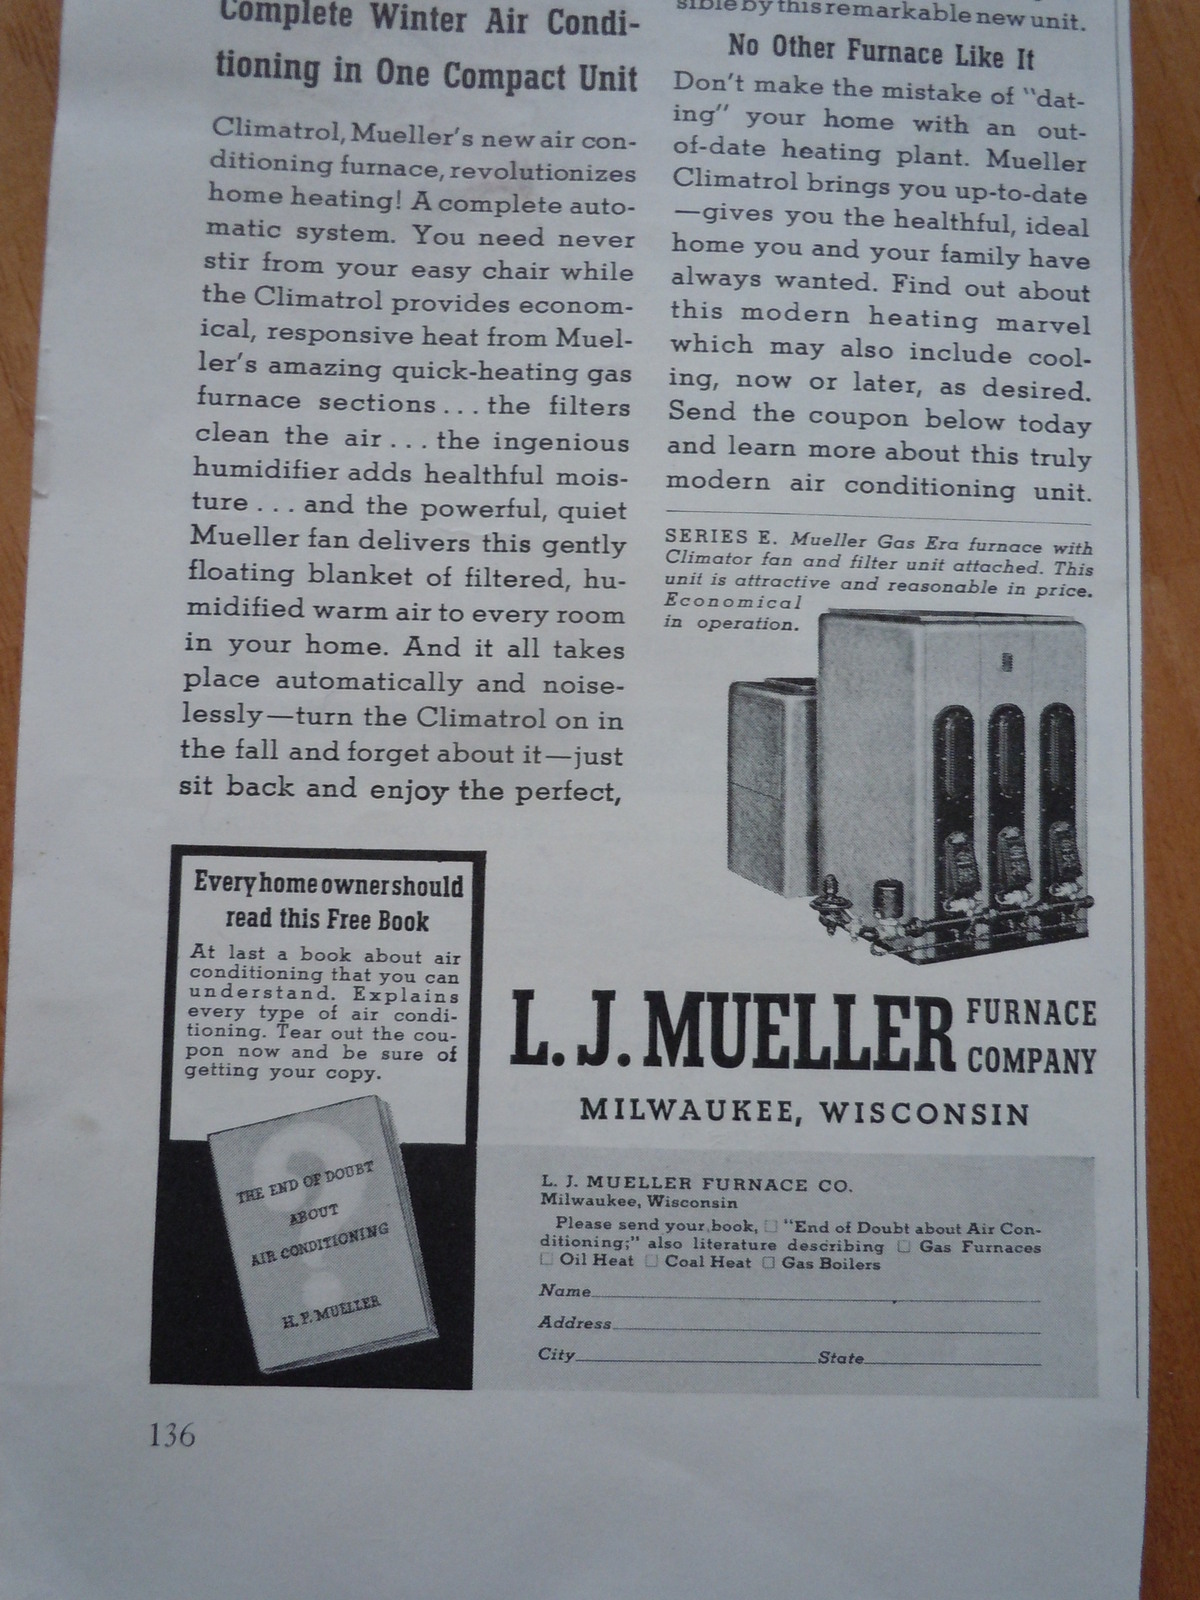 Complete Winter Air Condi-
tioning in One Compact Unit
Climatrol, Mueller's new air con-
ditioning furnace, revolutionizes
home heating! A complete auto-
matic system. You need never
stir from your easy chair while
the Climatrol provides econom-
ical, responsive heat from Muel-
ler's amazing quick-heating gas
furnace sections . . . the filters
clean the air . . . the ingenious
humidifier adds healthful mois-
ture . . . and the powerful, quiet
Mueller fan delivers this gently
floating blanket of filtered, hu-
midified warm air to every room
in your home. And it all takes
place automatically and noise-
lessly—turn the Climatrol on in
the fall and forget about it—just
sit back and enjoy the perfect,
sible by this remarkable new unit.
No Other Furnace Like It
Don't make the mistake of "dat-
ing" your home with an out-
of-date heating plant. Mueller
Climatrol brings you up-to-date
—gives you the healthful, ideal
home you and your family have
always wanted. Find out about
this modern heating marvel
which may also include cool-
ing, now or later, as desired.
Send the coupon below today
and learn more about this truly
modern air conditioning unit.
SERIES E. Mueller Gas Era furnace with
Climator fan and filter unit attached. This
unit is attractive and reasonable in price.
Economical
in operation.
Every home owner should
read this Free Book
At last a book about air
conditioning that you can
understand. Explains
every type of air condi-
tioning. Tear out the cou-
pon now and be sure of
getting your copy.
THE END OF DOUBT
ABOUT
AIR CONDITIONING
H. P. MUELLER
L. J. MUELLER FURNACE
COMPANY
MILWAUKEE, WISCONSIN
L. J. MUELLER FURNACE CO.
Milwaukee, Wisconsin
Please send your book, □ "End of Doubt about Air Con-
ditioning;" also literature describing □ Gas Furnaces
□ Oil Heat □ Coal Heat □ Gas Boilers
Name
Address
City State
136